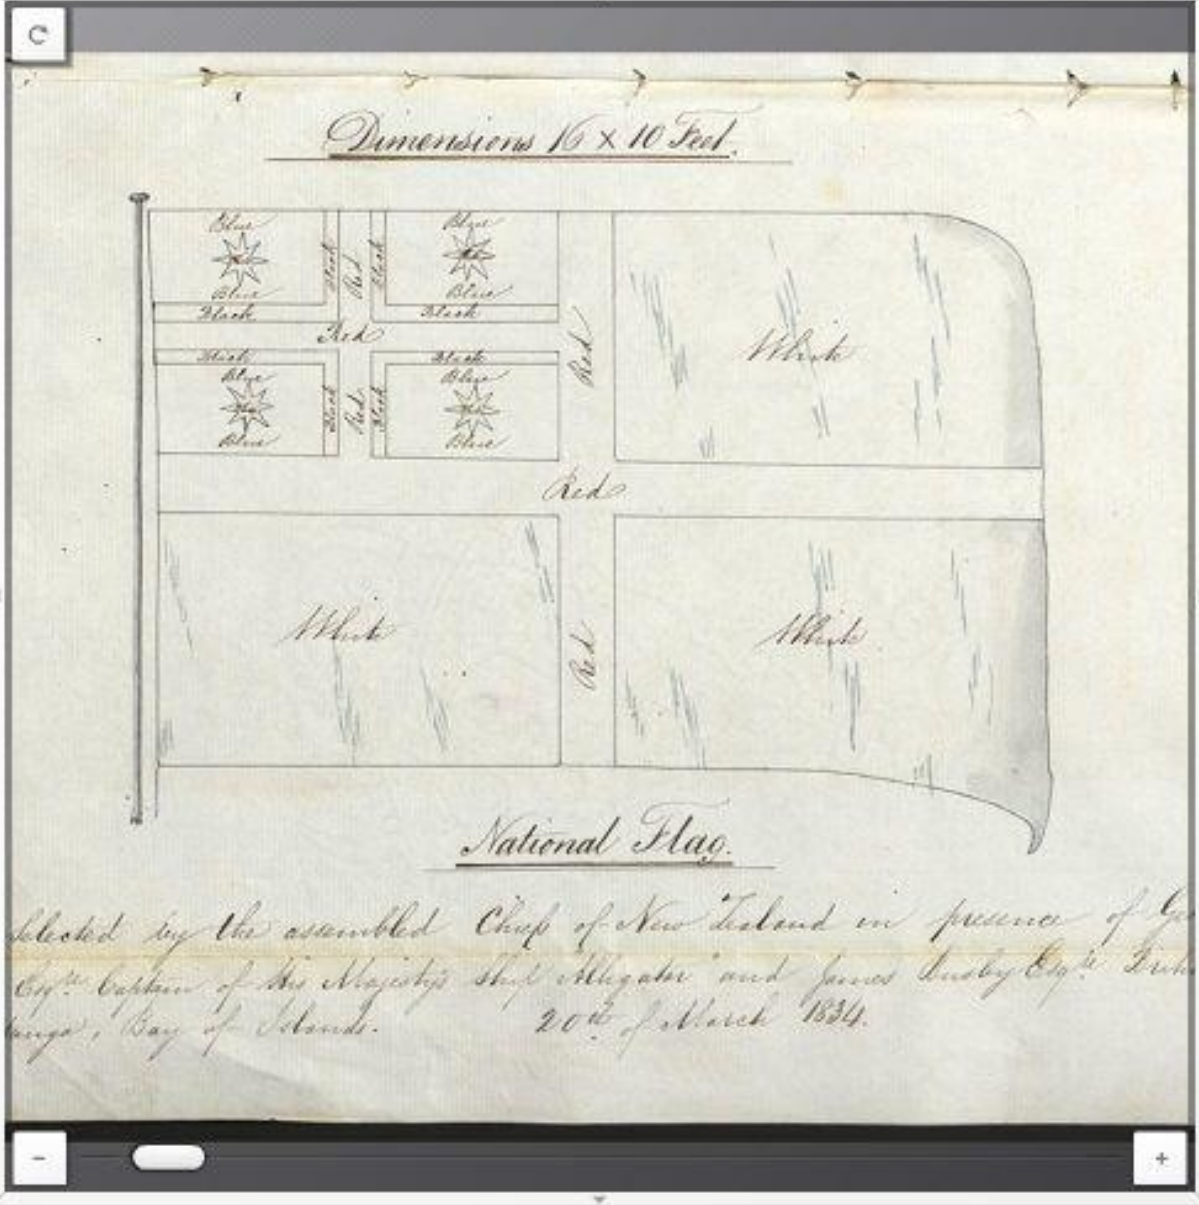 Dimensions 16 x 10 Feet.
Blue Blue
Blue Blue
Black Red Black
Black Black
Red
Black Black
Blue Blue
Black Red Black
Blue Blue
Red
White
Red
White
Red
White
National Flag.
Selected by the assembled Chiefs of New Zealand in presence of
Esqre. Captain of His Majesty's Ship "Alligator" and James Busby Esqre.
Bay of Islands. 20th of March 1834.